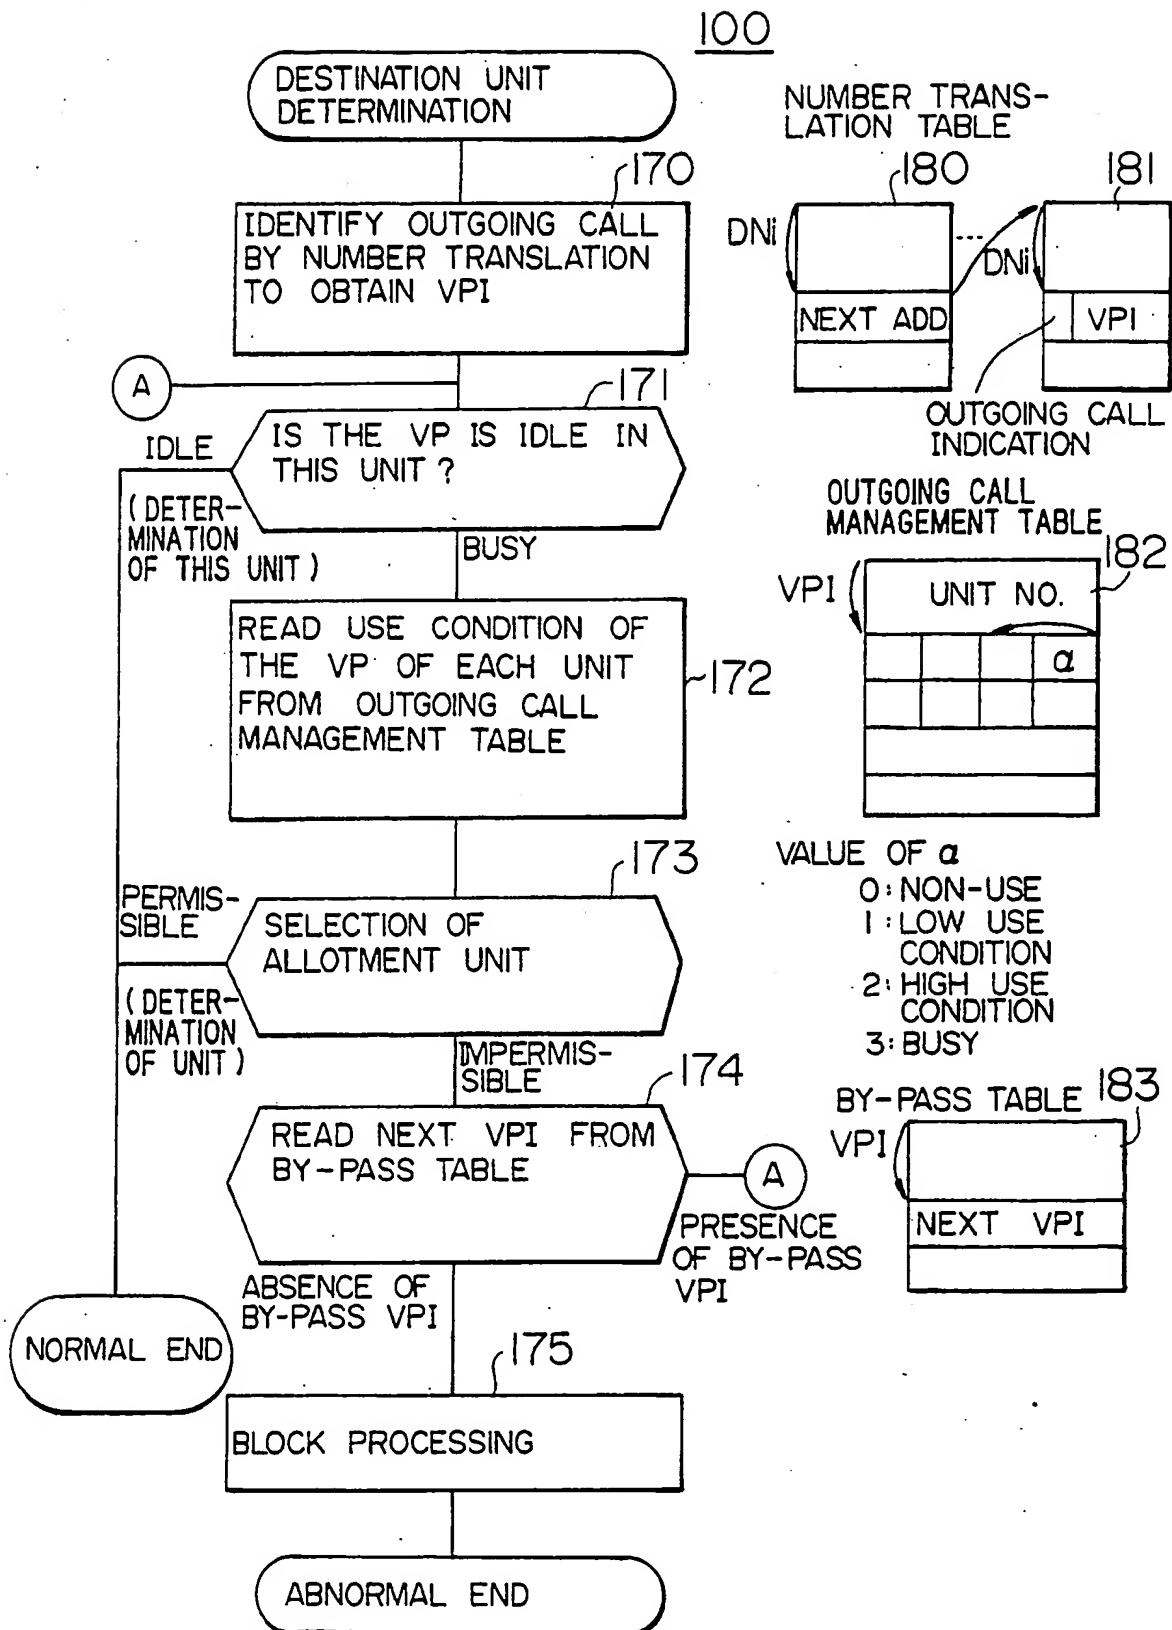 100
DESTINATION UNIT
DETERMINATION
170
IDENTIFY OUTGOING CALL
BY NUMBER TRANSLATION
TO OBTAIN VPI
A
171
IS THE VP IS IDLE IN
THIS UNIT ?
IDLE
(DETER-
MINATION
OF THIS UNIT)
BUSY
READ USE CONDITION OF
THE VP OF EACH UNIT
FROM OUTGOING CALL
MANAGEMENT TABLE
172
173
PERMIS-
SIBLE
SELECTION OF
ALLOTMENT UNIT
(DETER-
MINATION
OF UNIT)
IMPERMIS-
SIBLE
174
READ NEXT VPI FROM
BY-PASS TABLE
A
PRESENCE
OF BY-PASS
VPI
ABSENCE OF
BY-PASS VPI
NORMAL END
175
BLOCK PROCESSING
ABNORMAL END
NUMBER TRANS-
LATION TABLE
180
181
DNi
...
DNi
NEXT ADD
VPI
OUTGOING CALL
INDICATION
OUTGOING CALL
MANAGEMENT TABLE
182
VPI
UNIT NO.
α
VALUE OF α
0: NON-USE
1: LOW USE
CONDITION
2: HIGH USE
CONDITION
3: BUSY
BY-PASS TABLE
183
VPI
NEXT VPI